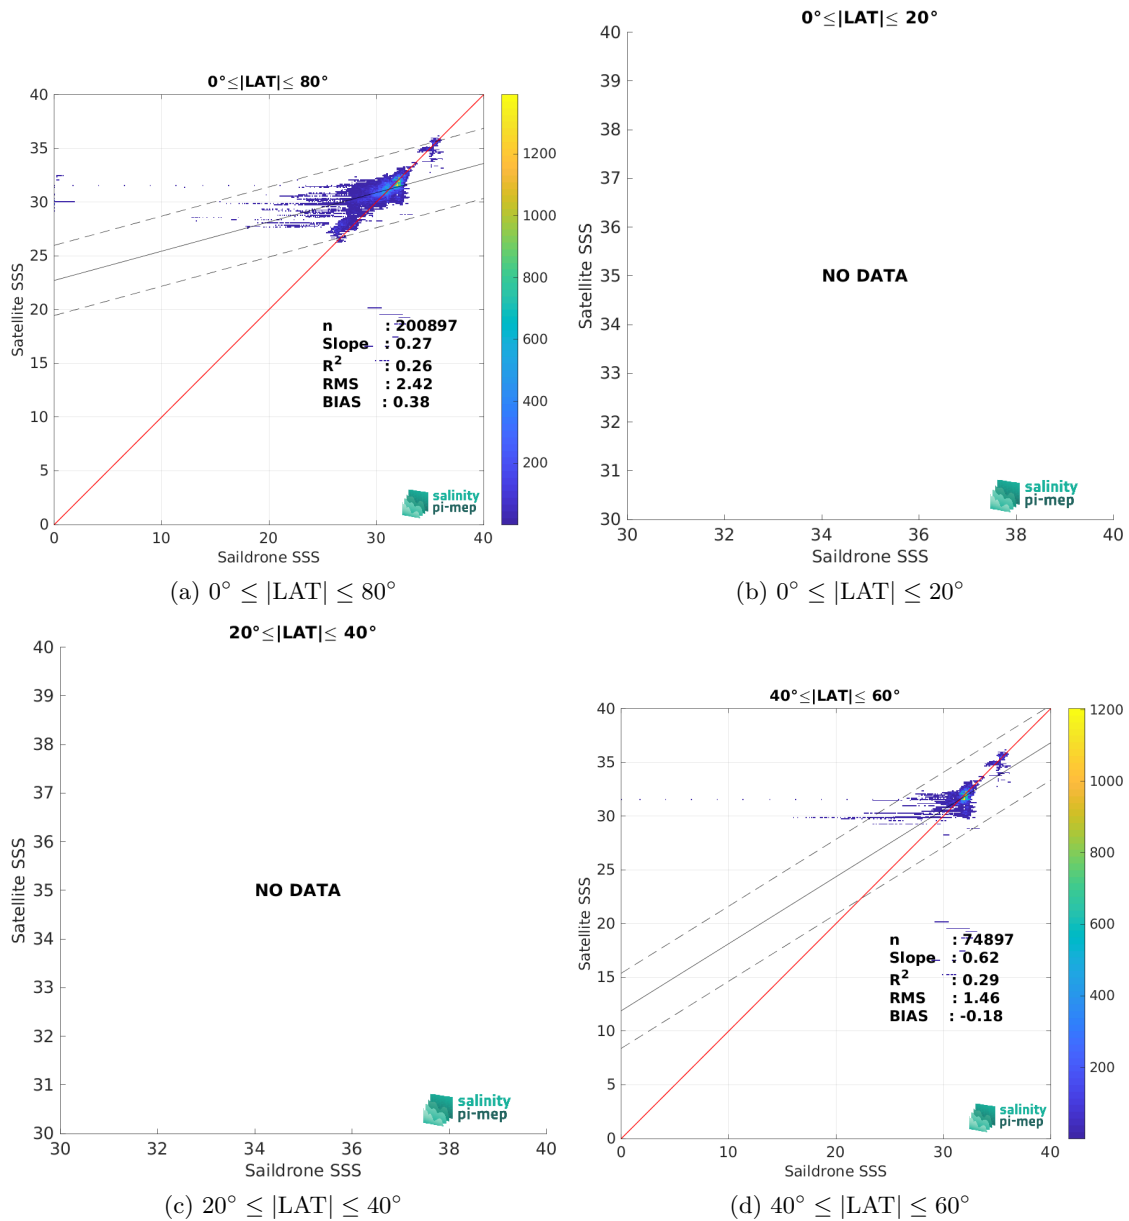 0°≤|LAT|≤ 80°
40
35
30
25
20
15
10
5
0
Satellite SSS
0
10
20
30
40
Saildrone SSS
1200
1000
800
600
400
200
n : 200897
Slope : 0.27
R² : 0.26
RMS : 2.42
BIAS : 0.38
salinity
pi-mep
(a) 0° ≤ |LAT| ≤ 80°
0°≤|LAT|≤ 20°
40
39
38
37
36
35
34
33
32
31
30
Satellite SSS
NO DATA
30
32
34
36
38
40
Saildrone SSS
salinity
pi-mep
(b) 0° ≤ |LAT| ≤ 20°
20°≤|LAT|≤ 40°
40
39
38
37
36
35
34
33
32
31
30
Satellite SSS
NO DATA
30
32
34
36
38
40
Saildrone SSS
salinity
pi-mep
(c) 20° ≤ |LAT| ≤ 40°
40°≤|LAT|≤ 60°
40
35
30
25
20
15
10
5
0
Satellite SSS
0
10
20
30
40
Saildrone SSS
1200
1000
800
600
400
200
n : 74897
Slope : 0.62
R² : 0.29
RMS : 1.46
BIAS : -0.18
salinity
pi-mep
(d) 40° ≤ |LAT| ≤ 60°